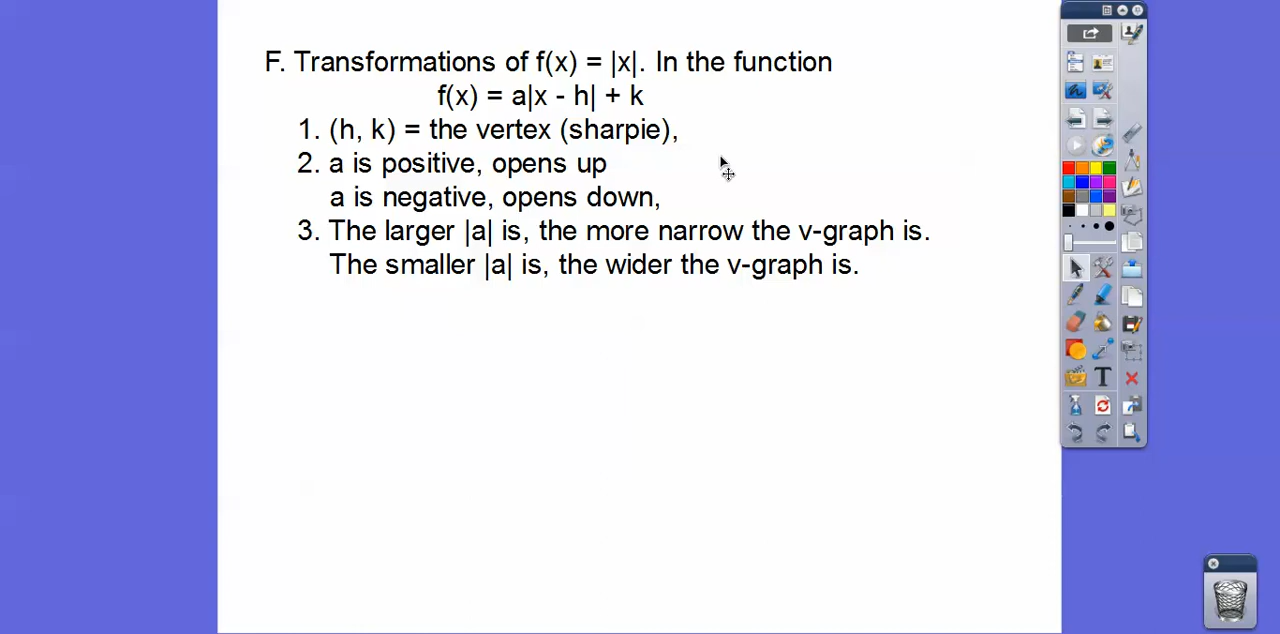 F. Transformations of f(x) = |x|. In the function
f(x) = a|x - h| + k
1. (h, k) = the vertex (sharpie),
2. a is positive, opens up
a is negative, opens down,
3. The larger |a| is, the more narrow the v-graph is.
The smaller |a| is, the wider the v-graph is.
T